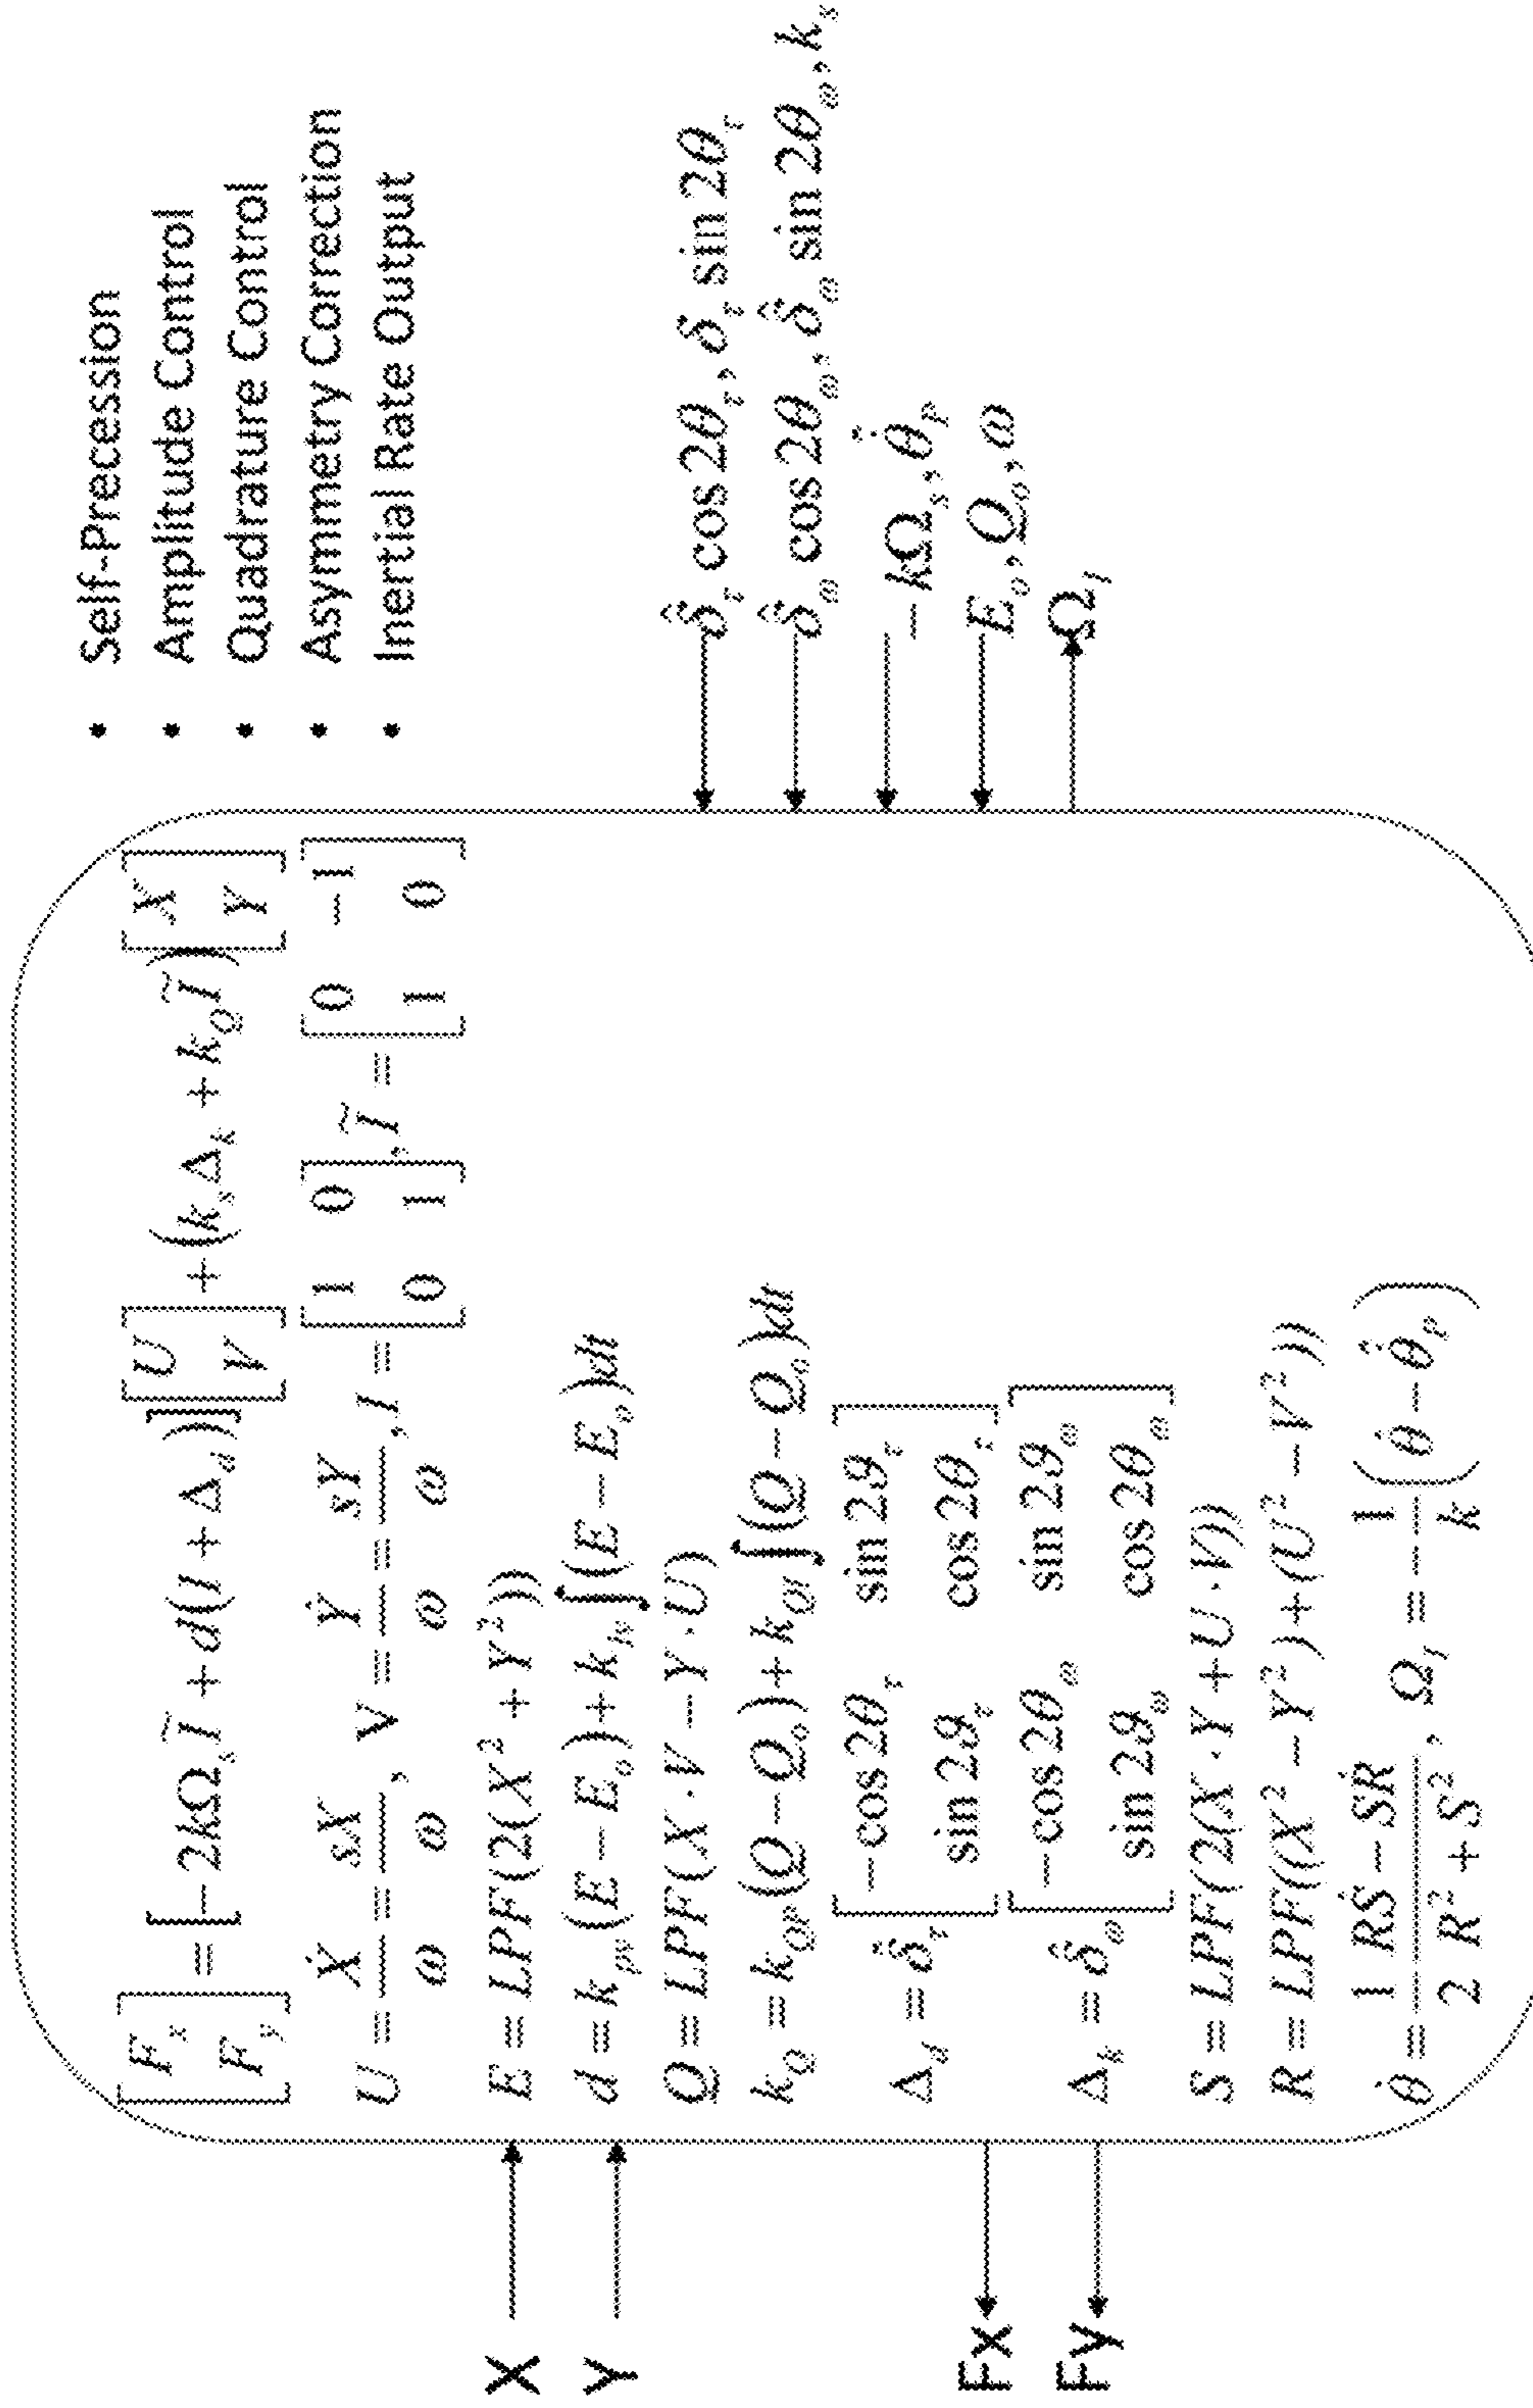 • Self-Precession
• Amplitude Control
• Quadrature Control
• Asymmetry Correction
• Inertial Rate Output
[F_x; F_y] = [-2kΩ_s Ĩ + d(I + Δ_d)] [U; V] + (k_s Δ_k + k_Q Ĩ) [X; Y]
U = Ẋ/ω = sX/ω, V = Ẏ/ω = sY/ω, I = [1 0; 0 1], Ĩ = [0 -1; 1 0]
E = LPF(2(X² + Y²))
d = k_pv (E - E_o) + k_Iv ∫(E - E_o)dt
Q = LPF(X·V - Y·U)
k_Q = k_QP (Q - Q_o) + k_QI ∫(Q - Q_o)dt
Δ_d = δ̂_τ [-cos 2θ_τ sin 2ϑ_τ; sin 2ϑ_τ cos 2θ_τ]
Δ_k = δ̂_ω [-cos 2θ_ω sin 2ϑ_ω; sin 2ϑ_ω cos 2θ_ω]
S = LPF(2(X·Y + U·V))
R = LPF((X² - Y²) + (U² - V²))
θ̇ = 1/2 (RṠ - SṘ)/(R² + S²), Ω_I = -1/k (θ̇ - θ̂̇_p)
X
Y
Fx
Fy
δ̂_τ cos 2θ_τ, δ̂_τ sin 2θ_τ
δ̂_ω cos 2θ_ω, δ̂_ω sin 2θ_ω, k_s
-kΩ_s, θ̂̇_p
E_o, Q_o, ω
Ω_I